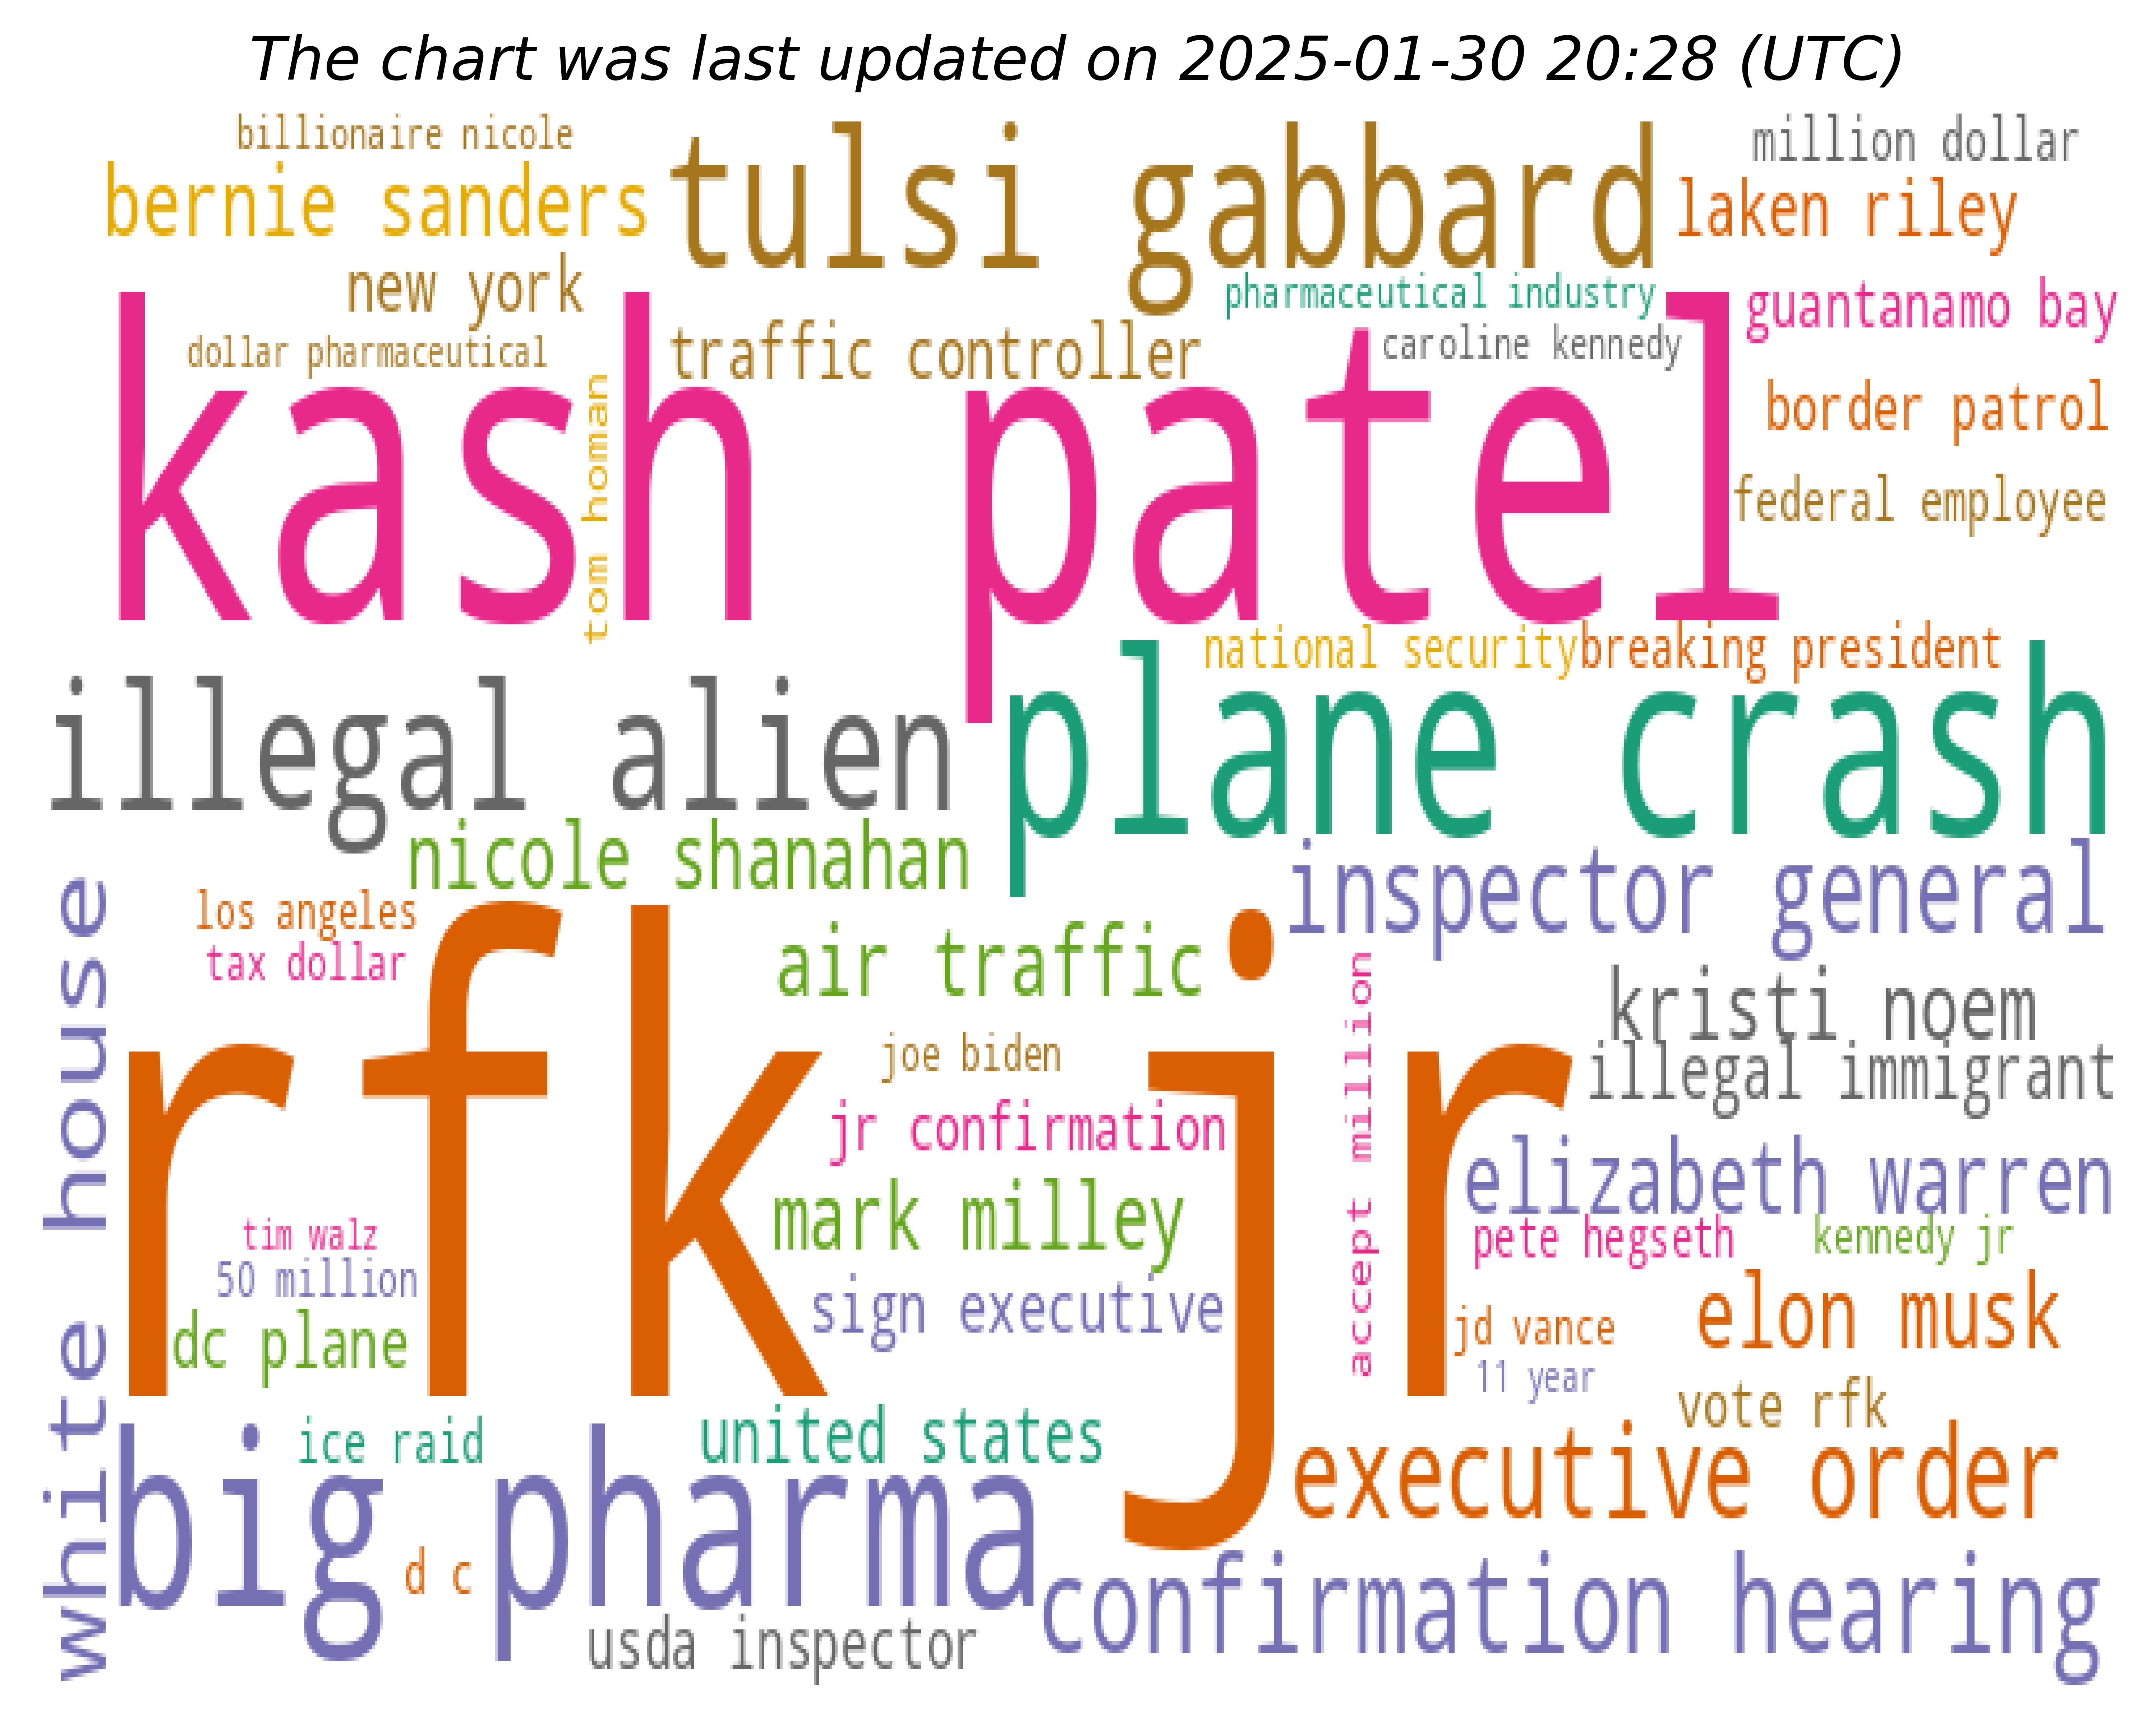 The chart was last updated on 2025-01-30 20:28 (UTC)
billionaire nicole
million dollar
bernie sanders
tulsi gabbard
laken riley
new york
pharmaceutical industry
guantanamo bay
dollar pharmaceutical
traffic controller
caroline kennedy
border patrol
kash patel
tom homan
federal employee
national security
breaking president
illegal alien
plane crash
nicole shanahan
inspector general
white house
los angeles
tax dollar
air traffic
kristi noem
rfk jr
joe biden
accept million
illegal immigrant
jr confirmation
elizabeth warren
mark milley
tim walz
pete hegseth
kennedy jr
50 million
sign executive
elon musk
dc plane
jd vance
11 year
vote rfk
ice raid
united states
executive order
big pharma
d c
confirmation hearing
usda inspector